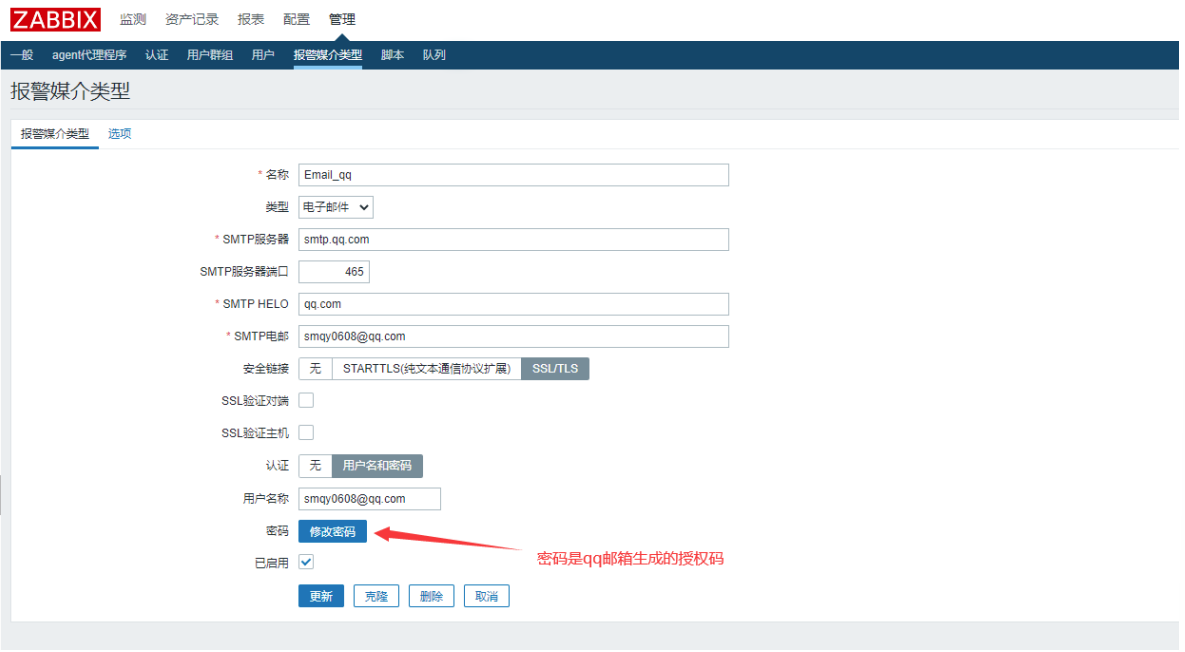 ZABBIX 监测 资产记录 报表 配置 管理
一般 agent代理程序 认证 用户群组 用户 报警媒介类型 脚本 队列
报警媒介类型
报警媒介类型 选项
* 名称 Email_qq
类型 电子邮件
* SMTP服务器 smtp.qq.com
SMTP服务器端口 465
* SMTP HELO qq.com
* SMTP电邮 smqy0608@qq.com
安全链接 无 STARTTLS(纯文本通信协议扩展) SSL/TLS
SSL验证对端
SSL验证主机
认证 无 用户名和密码
用户名称 smqy0608@qq.com
密码 修改密码
密码是qq邮箱生成的授权码
已启用
更新 克隆 删除 取消